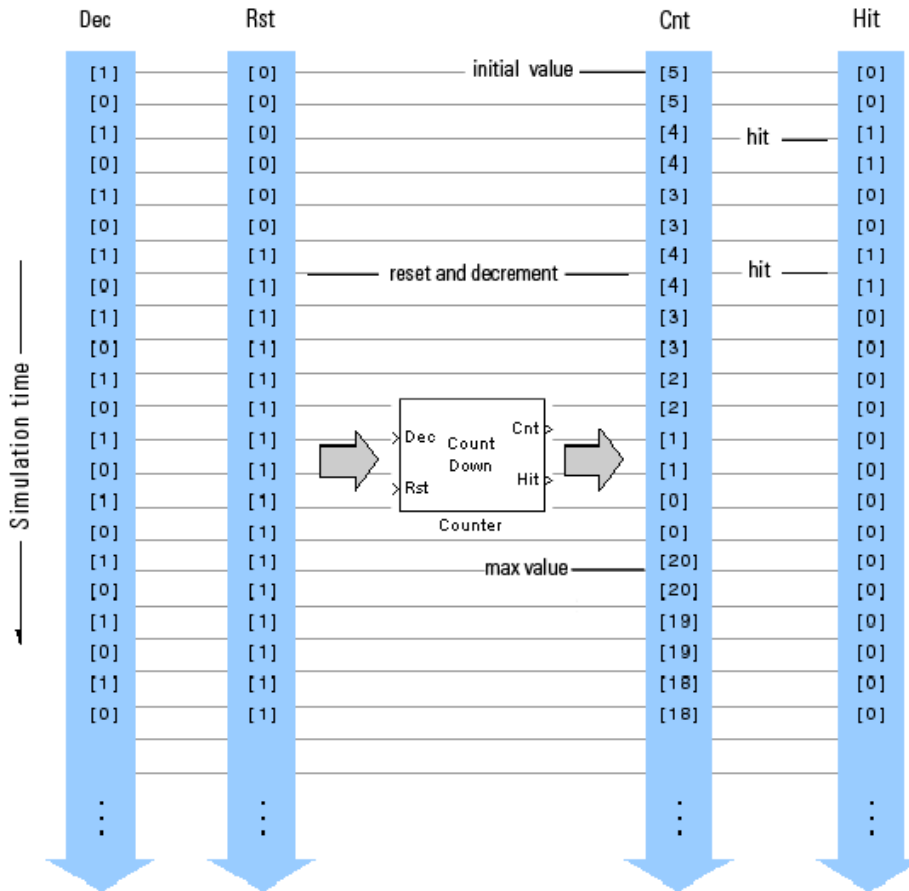 Dec Rst Cnt Hit
[1] [0] initial value [5] [0]
[0] [0] [5] [0]
[1] [0] [4] hit [1]
[0] [0] [4] [1]
[1] [0] [3] [0]
[0] [0] [3] [0]
[1] [1] [4] [1]
reset and decrement hit
[0] [1] [4] [1]
[1] [1] [3] [0]
[0] [1] [3] [0]
[1] [1] [2] [0]
[0] [1] [2] [0]
[1] [1] [1] [0]
[0] [1] [1] [0]
[1] [1] [0] [0]
[0] [1] [0] [0]
[1] [1] max value [20] [0]
[0] [1] [20] [0]
[1] [1] [19] [0]
[0] [1] [19] [0]
[1] [1] [18] [0]
[0] [1] [18] [0]
Simulation time
Dec Count Cnt
Down
Rst Hit
Counter